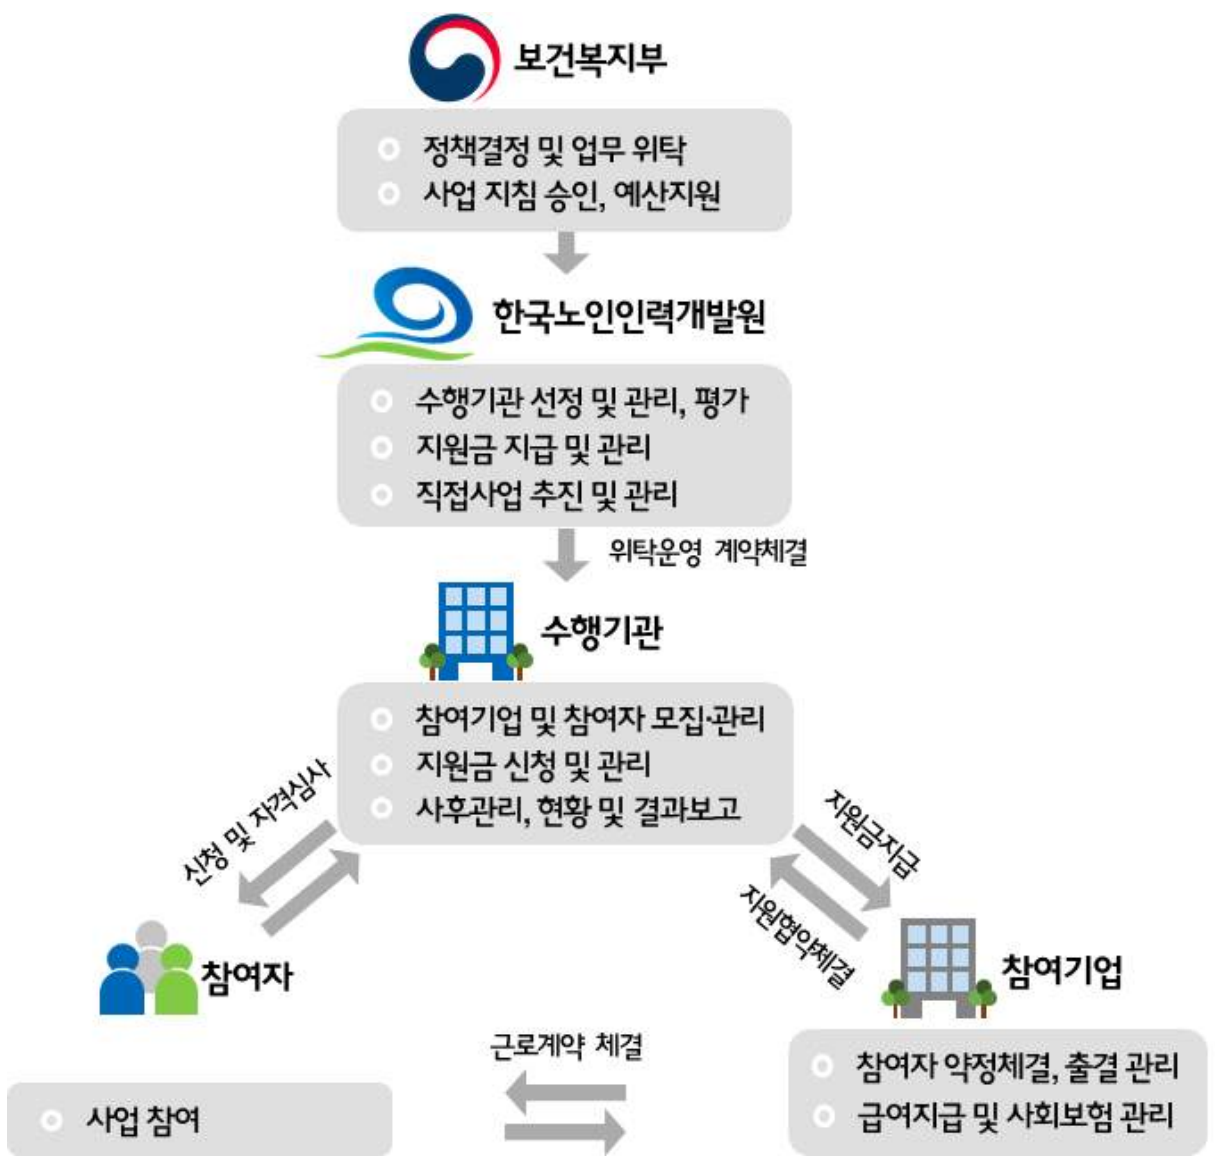 보건복지부
정책결정 및 업무 위탁
사업 지침 승인, 예산지원
한국노인인력개발원
수행기관 선정 및 관리, 평가
지원금 지급 및 관리
직접사업 추진 및 관리
위탁운영 계약체결
수행기관
참여기업 및 참여자 모집·관리
지원금 신청 및 관리
사후관리, 현황 및 결과보고
신청 및 자격심사
지원금지급
지원협약체결
참여자
참여기업
근로계약 체결
사업 참여
참여자 약정체결, 출결 관리
급여지급 및 사회보험 관리